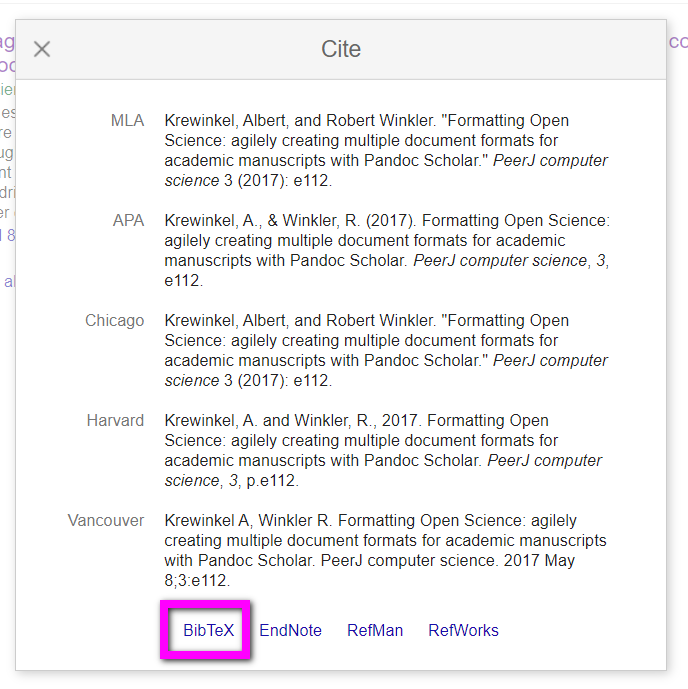 Cite
MLA
Krewinkel, Albert, and Robert Winkler. "Formatting Open
Science: agilely creating multiple document formats for
academic manuscripts with Pandoc Scholar." PeerJ computer
science 3 (2017): e112.
APA
Krewinkel, A., & Winkler, R. (2017). Formatting Open Science:
agilely creating multiple document formats for academic
manuscripts with Pandoc Scholar. PeerJ computer science, 3,
e112.
Chicago
Krewinkel, Albert, and Robert Winkler. "Formatting Open
Science: agilely creating multiple document formats for
academic manuscripts with Pandoc Scholar." PeerJ computer
science 3 (2017): e112.
Harvard
Krewinkel, A. and Winkler, R., 2017. Formatting Open
Science: agilely creating multiple document formats for
academic manuscripts with Pandoc Scholar. PeerJ computer
science, 3, p.e112.
Vancouver
Krewinkel A, Winkler R. Formatting Open Science: agilely
creating multiple document formats for academic manuscripts
with Pandoc Scholar. PeerJ computer science. 2017 May
8;3:e112.
BibTeX EndNote RefMan RefWorks